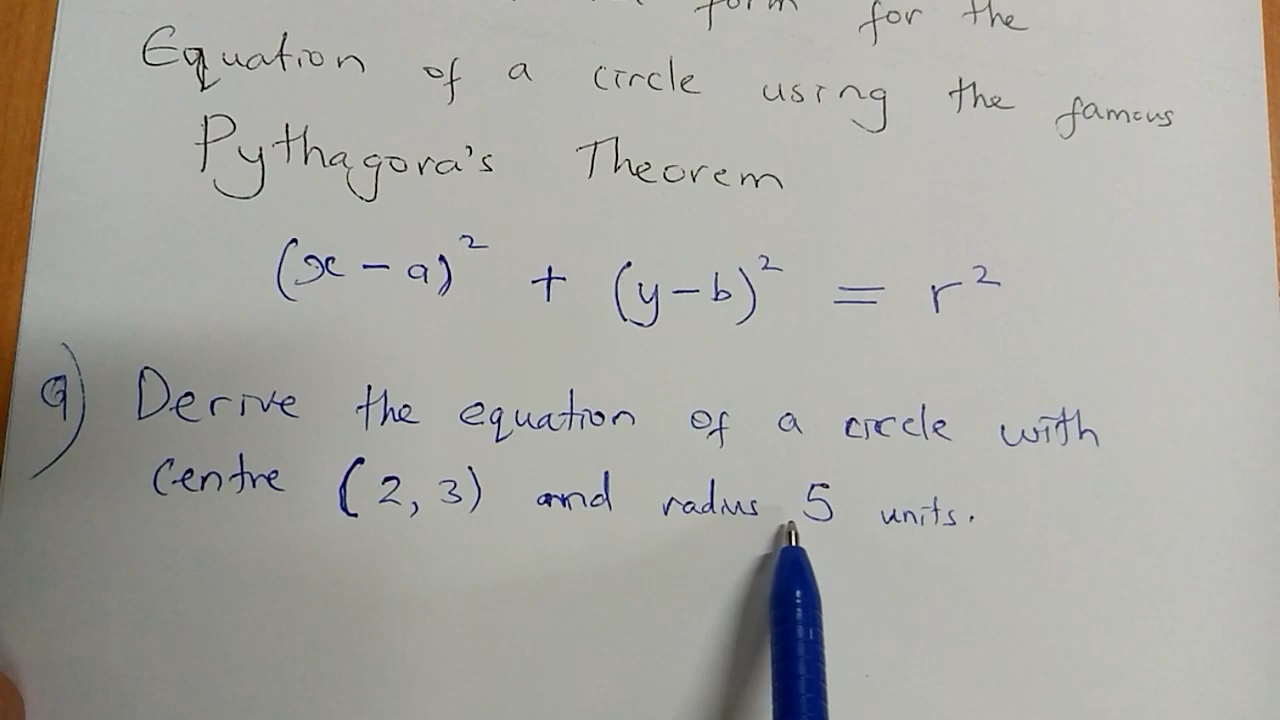 form for the
Equation of a circle using the famous
Pythagora's Theorem
(x - a)² + (y - b)² = r²
9) Derive the equation of a circle with
centre (2, 3) and radius 5 units.